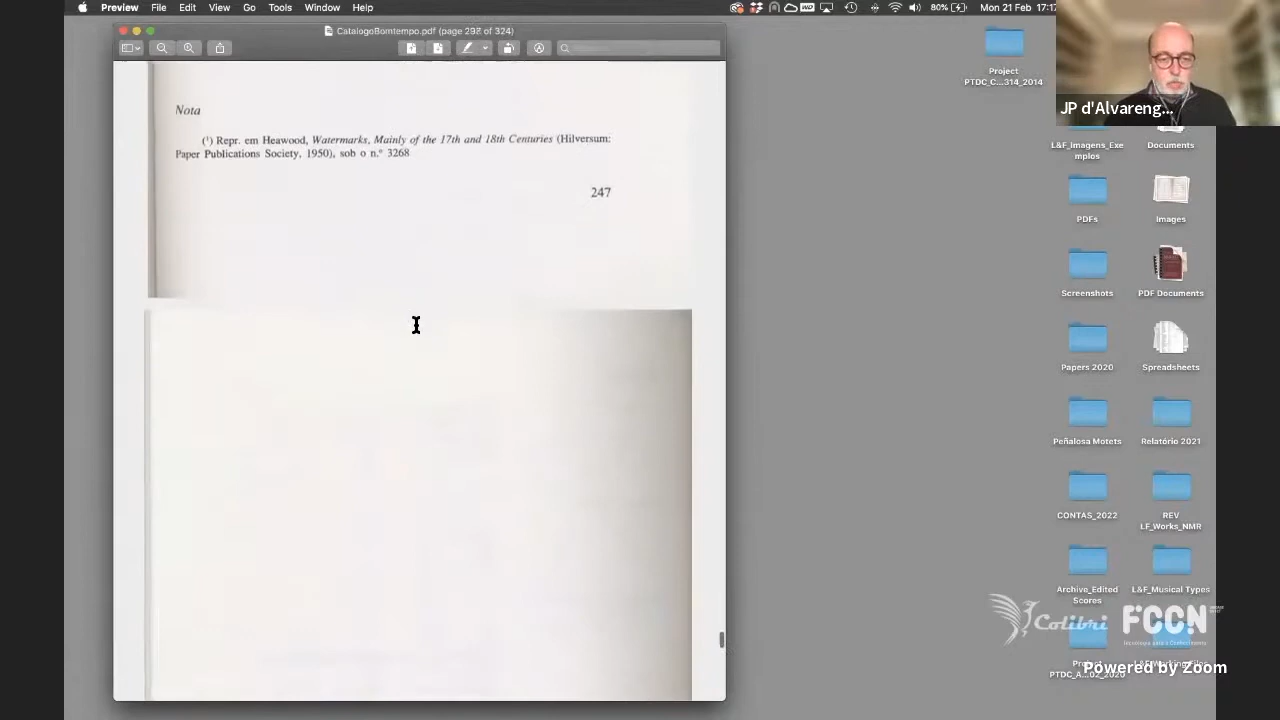 Preview File Edit View Go Tools Window Help
80% Mon 21 Feb 17:17
CatalogoBomtempo.pdf (page 298 of 324)
Nota
(¹) Repr. em Heawood, Watermarks, Mainly of the 17th and 18th Centuries (Hilversum:
Paper Publications Society, 1950), sob o n.º 3268
247
Project
PTDC_C...314_2014
JP d'Alvareng...
L&F_Imagens_Exe
mplos
Documents
PDFs
Images
Screenshots
PDF Documents
Papers 2020
Spreadsheets
Peñalosa Motets
Relatório 2021
CONTAS_2022
REV
LF_Works_NMR
Archive_Edited
Scores
L&F_Musical Types
Colibri
FCCN
Powered by Zoom